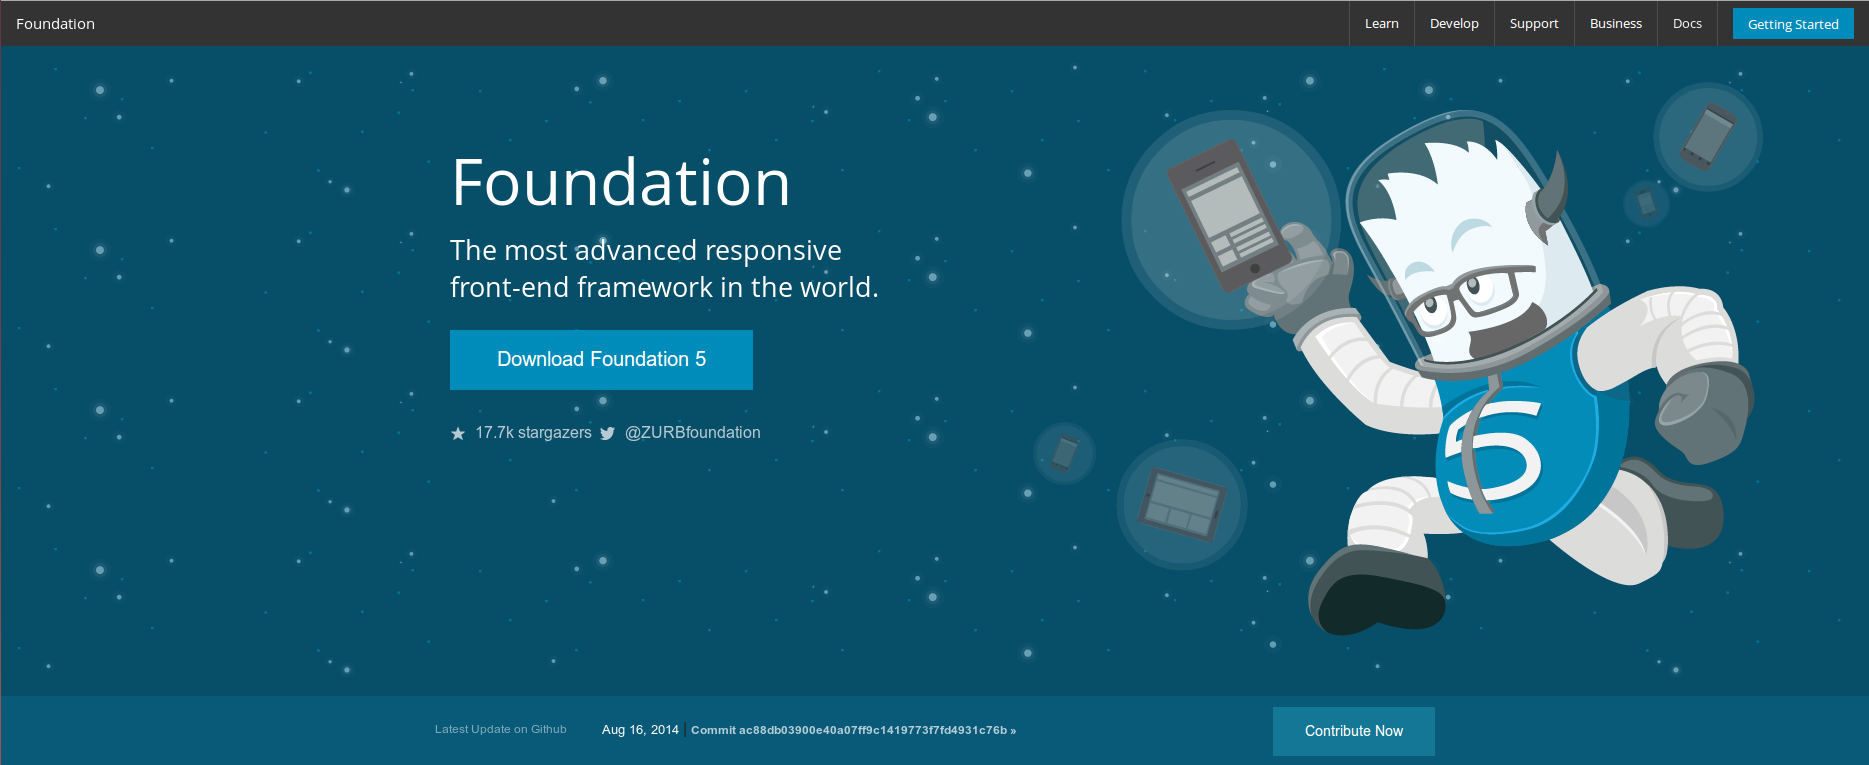 Foundation
Learn
Develop
Support
Business
Docs
Getting Started
Foundation
The most advanced responsive
front-end framework in the world.
Download Foundation 5
17.7k stargazers @ZURBfoundation
5
Latest Update on Github
Aug 16, 2014 | Commit ac88db03900e40a07ff9c1419773f7fd4931c76b »
Contribute Now